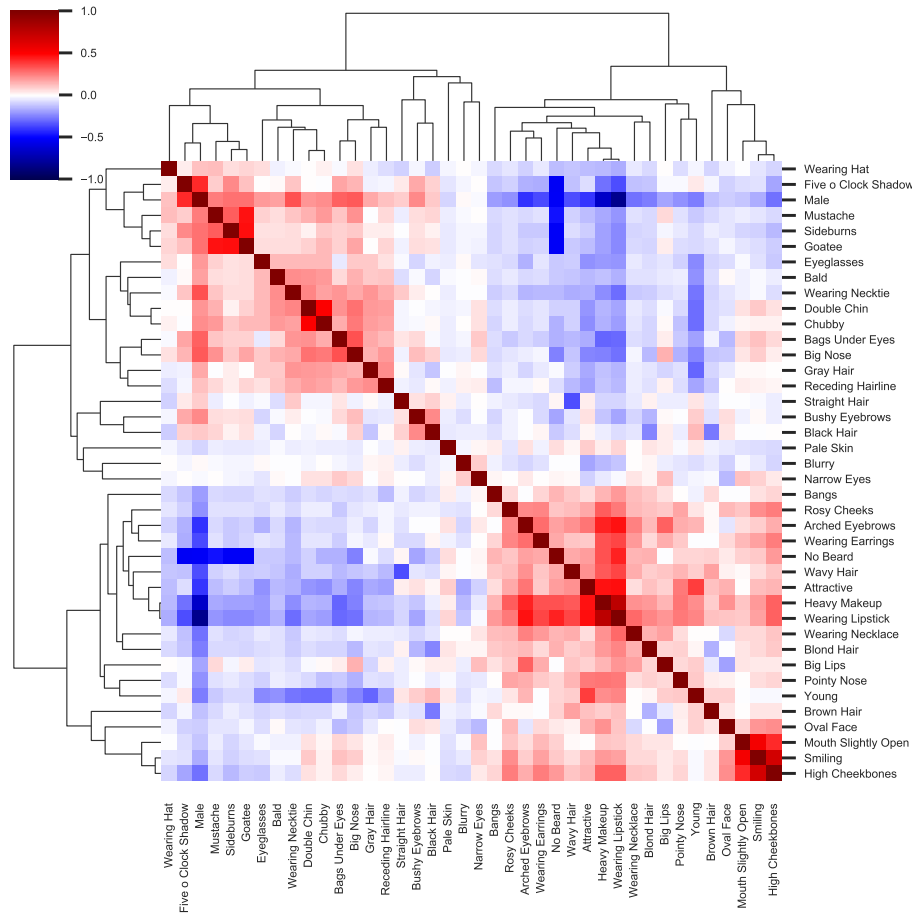 1.0
0.5
0.0
−0.5
−1.0
Wearing Hat
Five o Clock Shadow
Male
Mustache
Sideburns
Goatee
Eyeglasses
Bald
Wearing Necktie
Double Chin
Chubby
Bags Under Eyes
Big Nose
Gray Hair
Receding Hairline
Straight Hair
Bushy Eyebrows
Black Hair
Pale Skin
Blurry
Narrow Eyes
Bangs
Rosy Cheeks
Arched Eyebrows
Wearing Earrings
No Beard
Wavy Hair
Attractive
Heavy Makeup
Wearing Lipstick
Wearing Necklace
Blond Hair
Big Lips
Pointy Nose
Young
Brown Hair
Oval Face
Mouth Slightly Open
Smiling
High Cheekbones
Wearing Hat
Five o Clock Shadow
Male
Mustache
Sideburns
Goatee
Eyeglasses
Bald
Wearing Necktie
Double Chin
Chubby
Bags Under Eyes
Big Nose
Gray Hair
Receding Hairline
Straight Hair
Bushy Eyebrows
Black Hair
Pale Skin
Blurry
Narrow Eyes
Bangs
Rosy Cheeks
Arched Eyebrows
Wearing Earrings
No Beard
Wavy Hair
Attractive
Heavy Makeup
Wearing Lipstick
Wearing Necklace
Blond Hair
Big Lips
Pointy Nose
Young
Brown Hair
Oval Face
Mouth Slightly Open
Smiling
High Cheekbones